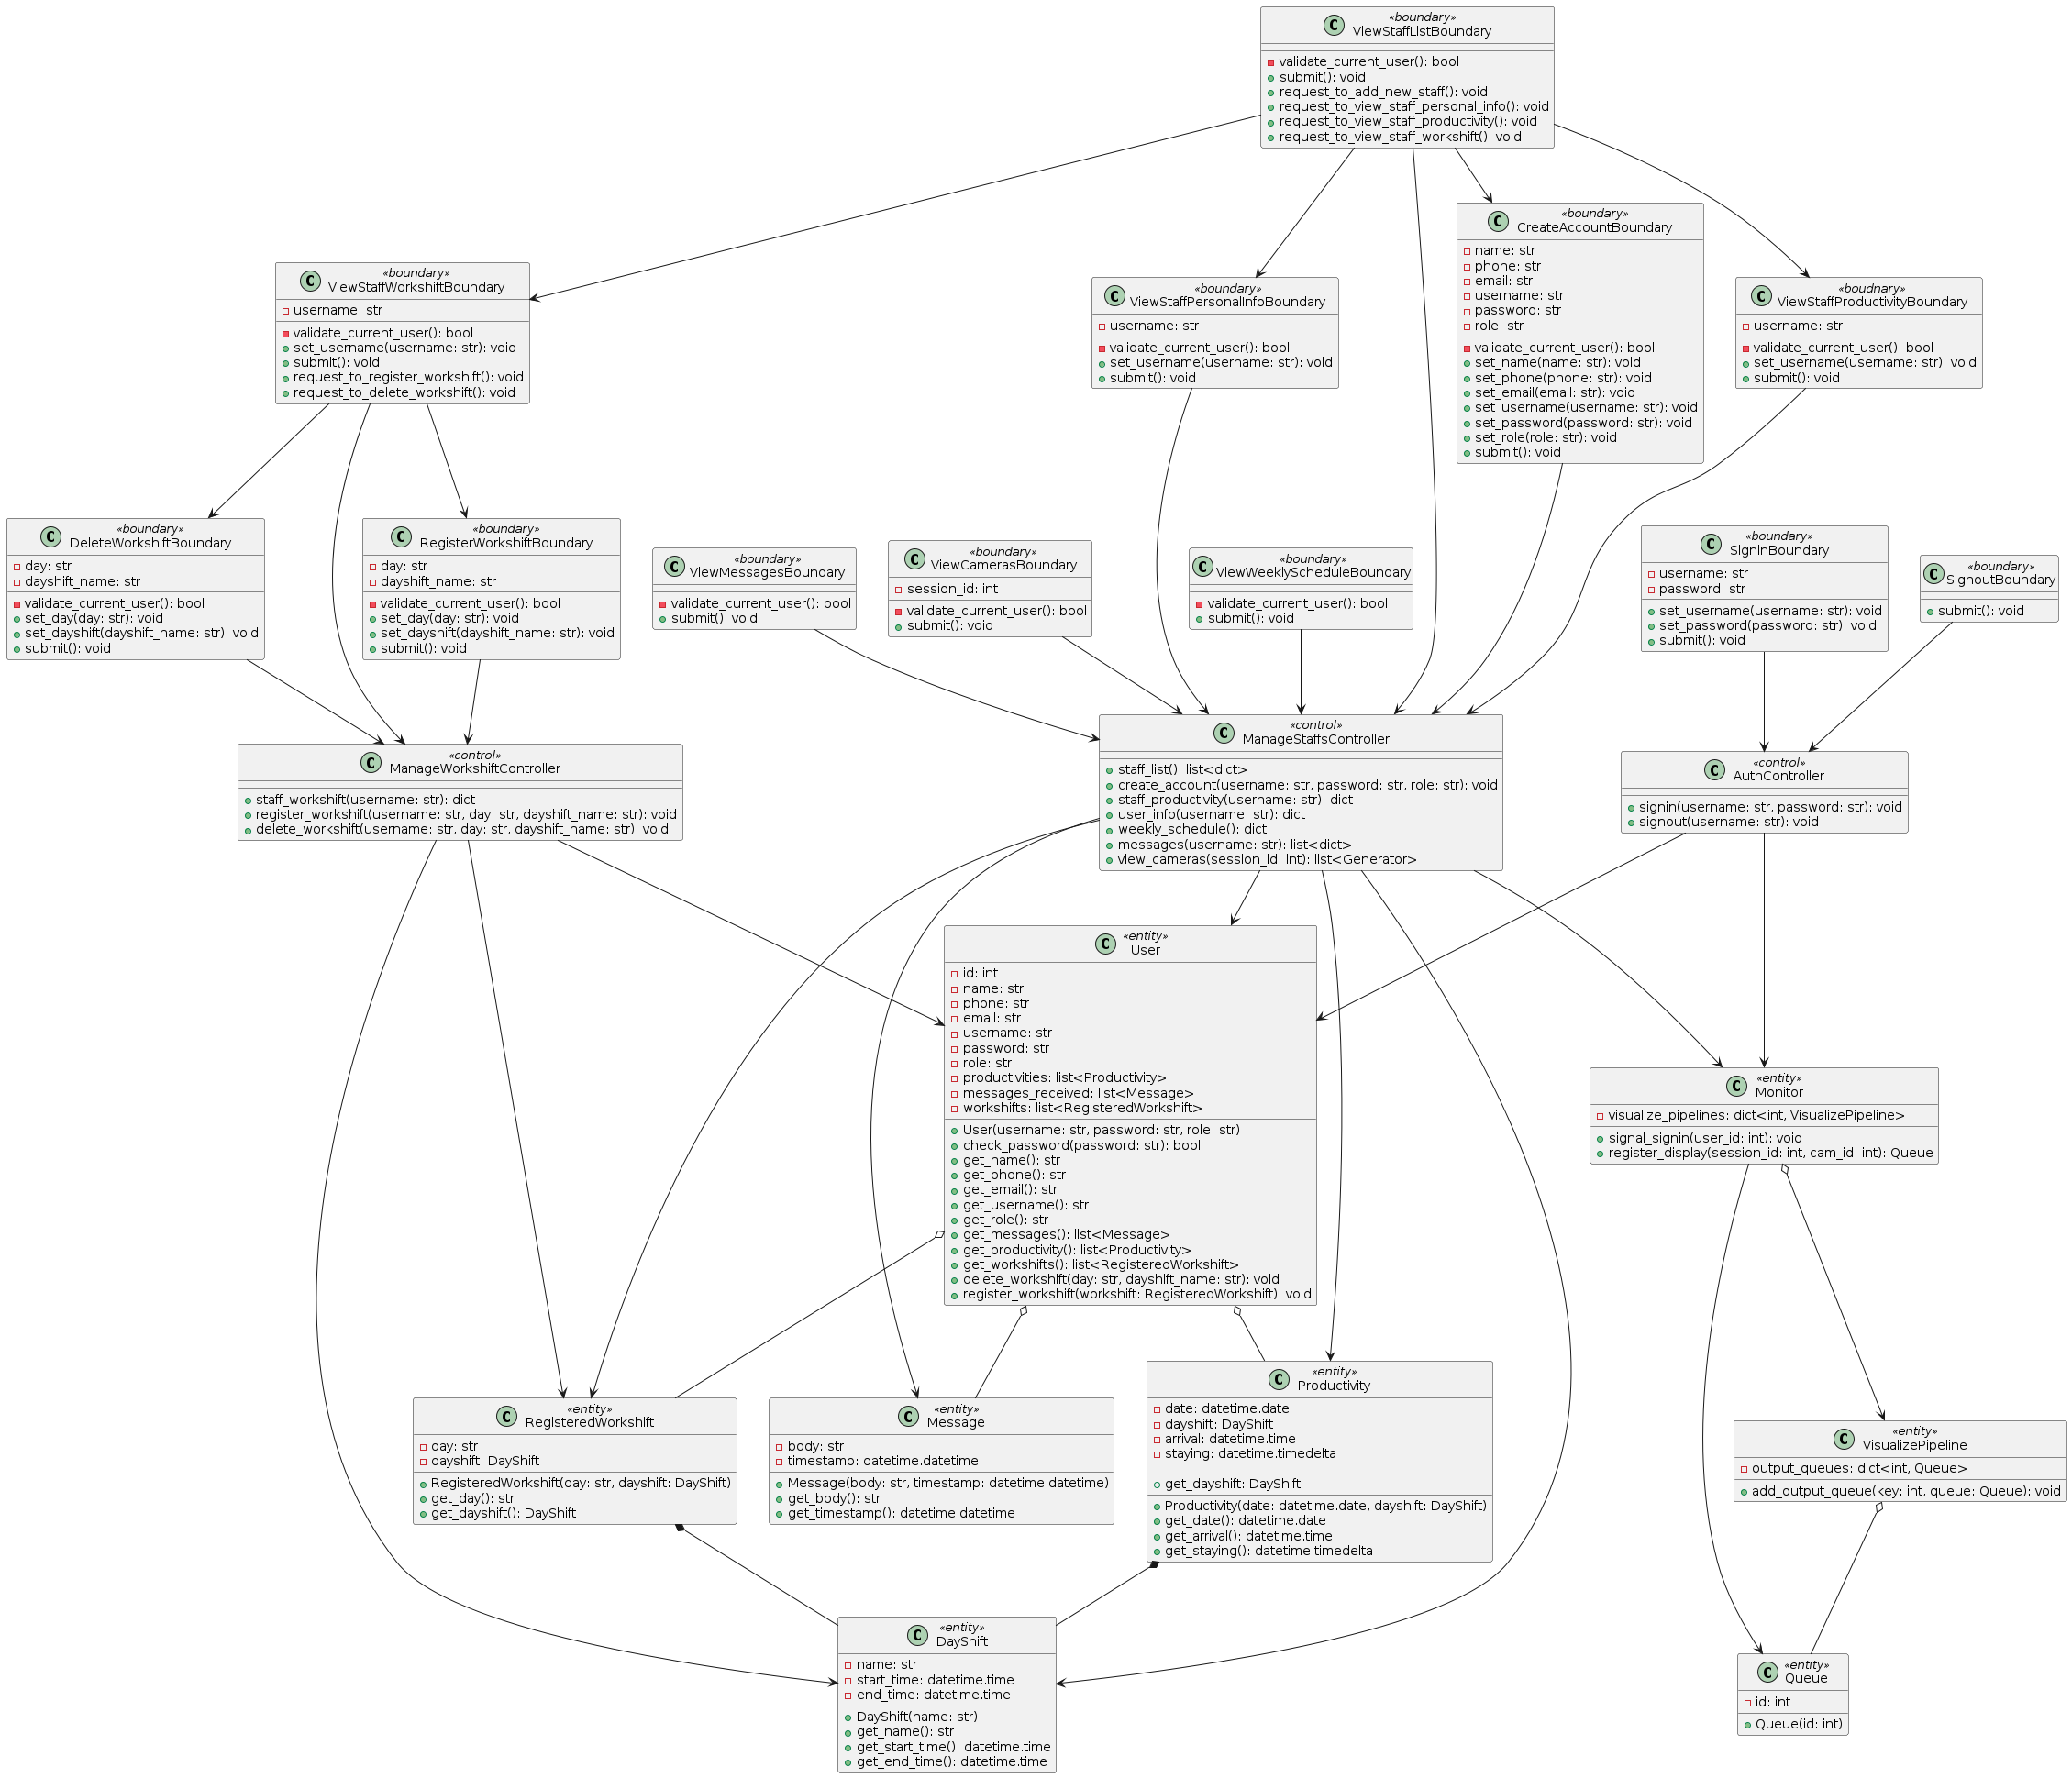 «boundary»
ViewStaffListBoundary
validate_current_user(): bool
submit(): void
request_to_add_new_staff(): void
request_to_view_staff_personal_info(): void
request_to_view_staff_productivity(): void
request_to_view_staff_workshift(): void
«boundary»
CreateAccountBoundary
name: str
phone: str
email: str
username: str
password: str
role: str
validate_current_user(): bool
set_name(name: str): void
set_phone(phone: str): void
set_email(email: str): void
set_username(username: str): void
set_password(password: str): void
set_role(role: str): void
submit(): void
«boundary»
ViewStaffWorkshiftBoundary
username: str
validate_current_user(): bool
set_username(username: str): void
submit(): void
request_to_register_workshift(): void
request_to_delete_workshift(): void
«boundary»
ViewStaffPersonalInfoBoundary
username: str
validate_current_user(): bool
set_username(username: str): void
submit(): void
«boudnary»
ViewStaffProductivityBoundary
username: str
validate_current_user(): bool
set_username(username: str): void
submit(): void
«boundary»
DeleteWorkshiftBoundary
day: str
dayshift_name: str
validate_current_user(): bool
set_day(day: str): void
set_dayshift(dayshift_name: str): void
submit(): void
«boundary»
RegisterWorkshiftBoundary
day: str
dayshift_name: str
validate_current_user(): bool
set_day(day: str): void
set_dayshift(dayshift_name: str): void
submit(): void
«boundary»
ViewMessagesBoundary
validate_current_user(): bool
submit(): void
«boundary»
ViewCamerasBoundary
session_id: int
validate_current_user(): bool
submit(): void
«boundary»
ViewWeeklyScheduleBoundary
validate_current_user(): bool
submit(): void
«boundary»
SigninBoundary
username: str
password: str
set_username(username: str): void
set_password(password: str): void
submit(): void
«boundary»
SignoutBoundary
submit(): void
«control»
ManageWorkshiftController
staff_workshift(username: str): dict
register_workshift(username: str, day: str, dayshift_name: str): void
delete_workshift(username: str, day: str, dayshift_name: str): void
«control»
ManageStaffsController
staff_list(): list<dict>
create_account(username: str, password: str, role: str): void
staff_productivity(username: str): dict
user_info(username: str): dict
weekly_schedule(): dict
messages(username: str): list<dict>
view_cameras(session_id: int): list<Generator>
«control»
AuthController
signin(username: str, password: str): void
signout(username: str): void
«entity»
User
id: int
name: str
phone: str
email: str
username: str
password: str
role: str
productivities: list<Productivity>
messages_received: list<Message>
workshifts: list<RegisteredWorkshift>
User(username: str, password: str, role: str)
check_password(password: str): bool
get_name(): str
get_phone(): str
get_email(): str
get_username(): str
get_role(): str
get_messages(): list<Message>
get_productivity(): list<Productivity>
get_workshifts(): list<RegisteredWorkshift>
delete_workshift(day: str, dayshift_name: str): void
register_workshift(workshift: RegisteredWorkshift): void
«entity»
Monitor
visualize_pipelines: dict<int, VisualizePipeline>
signal_signin(user_id: int): void
register_display(session_id: int, cam_id: int): Queue
«entity»
RegisteredWorkshift
day: str
dayshift: DayShift
RegisteredWorkshift(day: str, dayshift: DayShift)
get_day(): str
get_dayshift(): DayShift
«entity»
Message
body: str
timestamp: datetime.datetime
Message(body: str, timestamp: datetime.datetime)
get_body(): str
get_timestamp(): datetime.datetime
«entity»
Productivity
date: datetime.date
dayshift: DayShift
arrival: datetime.time
staying: datetime.timedelta
get_dayshift: DayShift
Productivity(date: datetime.date, dayshift: DayShift)
get_date(): datetime.date
get_arrival(): datetime.time
get_staying(): datetime.timedelta
«entity»
VisualizePipeline
output_queues: dict<int, Queue>
add_output_queue(key: int, queue: Queue): void
«entity»
DayShift
name: str
start_time: datetime.time
end_time: datetime.time
DayShift(name: str)
get_name(): str
get_start_time(): datetime.time
get_end_time(): datetime.time
«entity»
Queue
id: int
Queue(id: int)